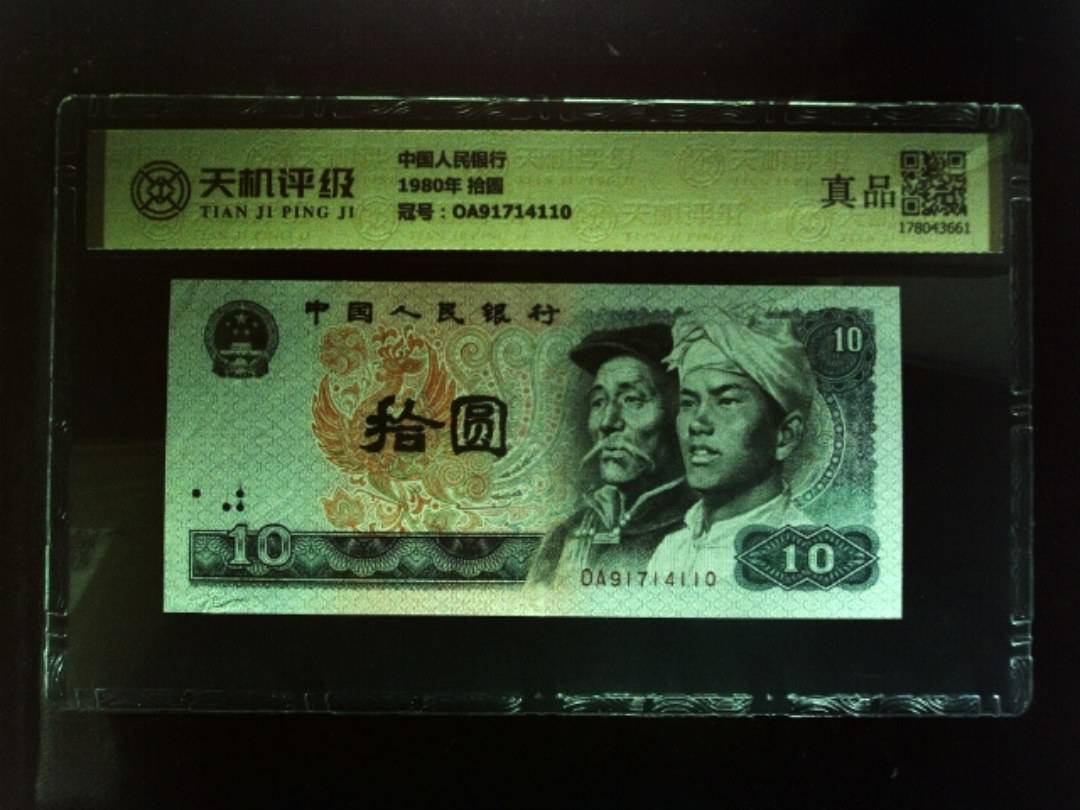 天机评级
TIAN JI PING JI
中国人民银行
1980年 拾圆
冠号：OA91714110
真品
178043661
中国人民银行
10
拾圆
10
10
OA91714110